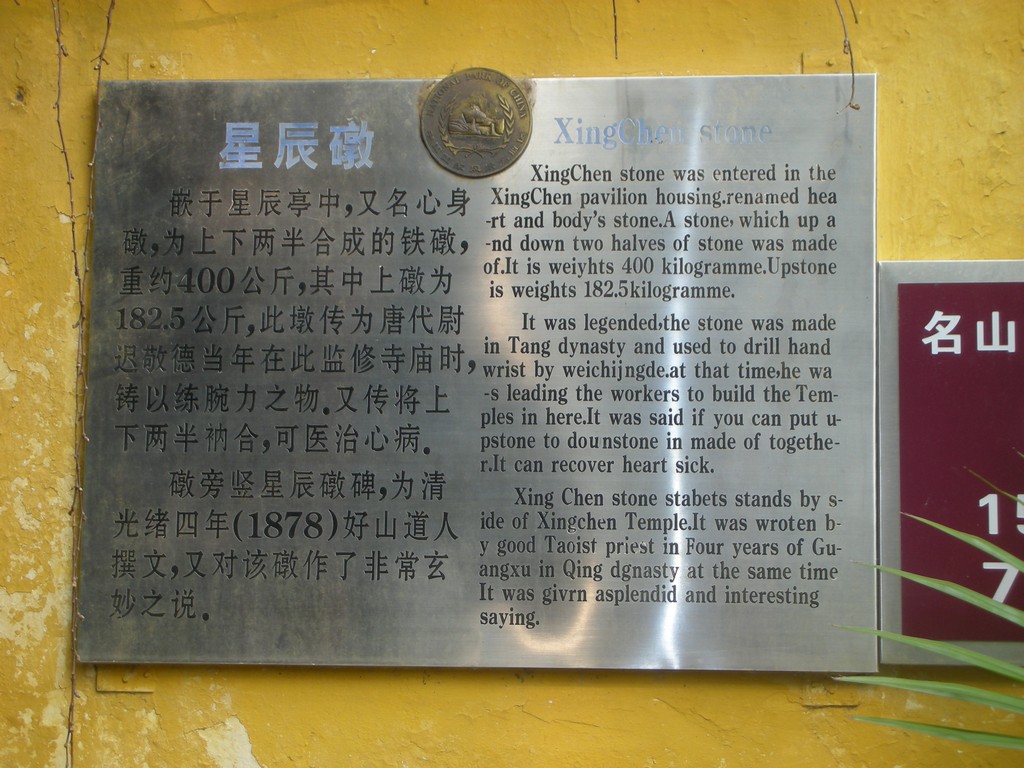 星辰礅
嵌于星辰亭中,又名心身
礅,为上下两半合成的铁礅,
重约400公斤,其中上礅为
182.5公斤,此墩传为唐代尉
迟敬德当年在此监修寺庙时,
铸以练腕力之物.又传将上
下两半衲合,可医治心病.
礅旁竖星辰礅碑,为清
光绪四年(1878)好山道人
撰文,又对该礅作了非常玄
妙之说.
XingChen stone
XingChen stone was entered in the
XingChen pavilion housing.renamed hea
-rt and body's stone.A stone, which up a
-nd down two halves of stone was made
of.It is weiyhts 400 kilogramme.Upstone
is weights 182.5kilogramme.
It was legended,the stone was made
in Tang dynasty and used to drill hand
wrist by weichijngde.at that time,he wa
-s leading the workers to build the Tem-
ples in here.It was said if you can put u-
pstone to dounstone in made of togethe-
r.It can recover heart sick.
Xing Chen stone stabets stands by s-
ide of Xingchen Temple.It was wroten b-
y good Taoist priest in Four years of Gu-
angxu in Qing dgnasty at the same time
It was givrn asplendid and interesting
saying.
NATIONAL PARK OF CHINA
名山
15
7